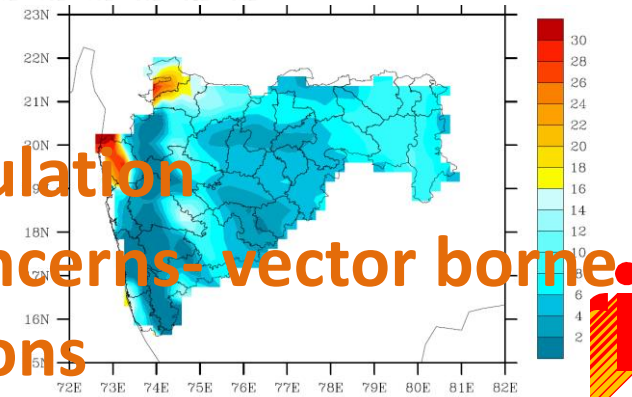 23N
22N
21N
20N
19N
18N
17N
16N
15N
72E 73E 74E 75E 76E 77E 78E 79E 80E 81E 82E
30
28
26
24
22
20
18
16
14
12
10
8
6
4
2
ulation
ncerns- vector borne
ons